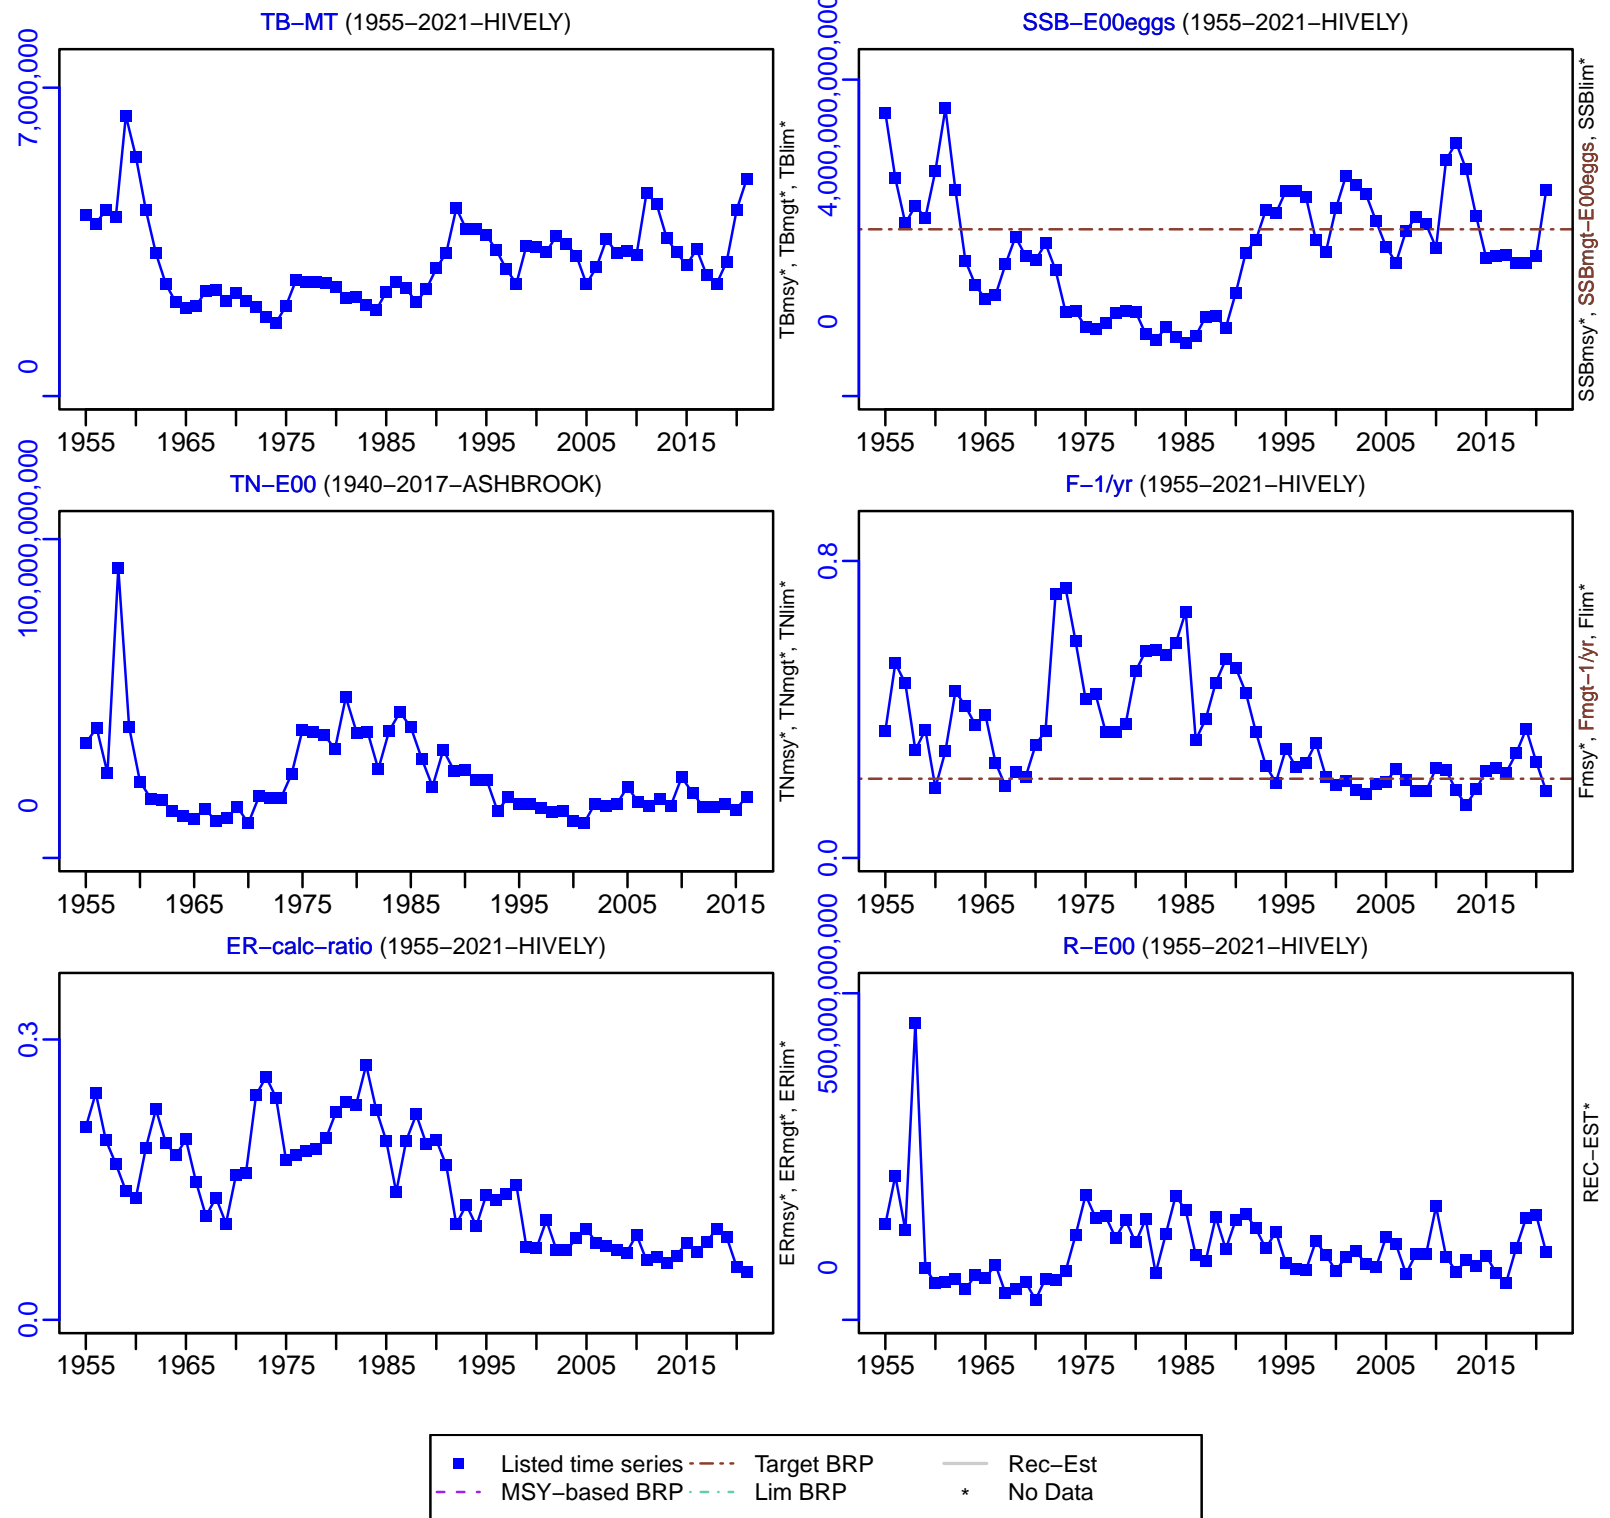 TB−MT (1955−2021−HIVELY)
7,000,000
0
TBmsy*, TBmgt*, TBlim*
1955 1965 1975 1985 1995 2005 2015
SSB−E00eggs (1955−2021−HIVELY)
4,000,000,000,000
0
SSBmsy*, SSBmgt−E00eggs, SSBlim*
1955 1965 1975 1985 1995 2005 2015
TN−E00 (1940−2017−ASHBROOK)
100,000,000,000
0
TNmsy*, TNmgt*, TNlim*
1955 1965 1975 1985 1995 2005 2015
F−1/yr (1955−2021−HIVELY)
0.8
0.0
Fmsy*, Fmgt−1/yr, Flim*
1955 1965 1975 1985 1995 2005 2015
ER−calc−ratio (1955−2021−HIVELY)
0.3
0.0
ERmsy*, ERmgt*, ERlim*
1955 1965 1975 1985 1995 2005 2015
R−E00 (1955−2021−HIVELY)
500,000,000,000
0
REC−EST*
1955 1965 1975 1985 1995 2005 2015
Listed time series Target BRP Rec−Est
MSY−based BRP Lim BRP * No Data